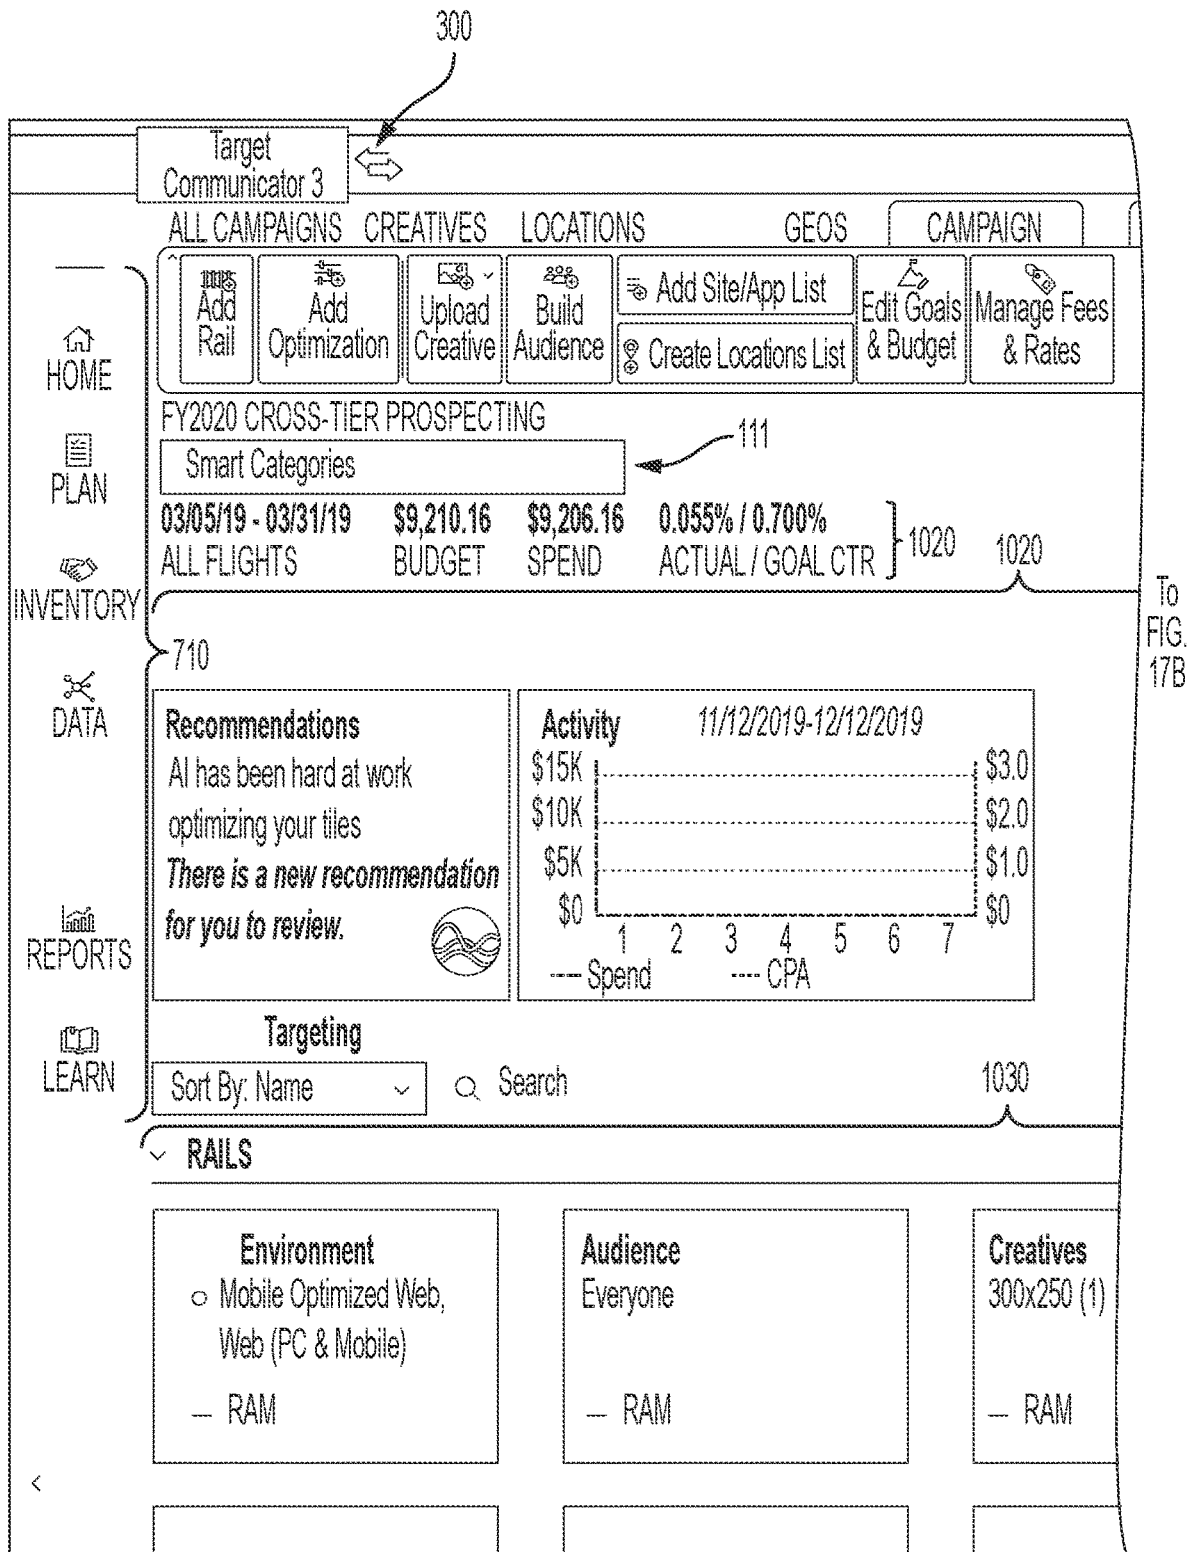 300
Target
Communicator 3
ALL CAMPAIGNS CREATIVES LOCATIONS GEOS CAMPAIGN
Add
Rail
Add
Optimization
Upload
Creative
Build
Audience
Add Site/App List
Create Locations List
Edit Goals
& Budget
Manage Fees
& Rates
HOME
PLAN
INVENTORY
DATA
REPORTS
LEARN
710
FY2020 CROSS-TIER PROSPECTING
Smart Categories
111
03/05/19 - 03/31/19 $9,210.16 $9,206.16 0.055% / 0.700%
ALL FLIGHTS BUDGET SPEND ACTUAL / GOAL CTR
1020
1020
To
FIG.
17B
Recommendations
AI has been hard at work
optimizing your tiles
There is a new recommendation
for you to review.
Activity 11/12/2019-12/12/2019
$15K $3.0
$10K $2.0
$5K $1.0
$0 $0
1 2 3 4 5 6 7
Spend CPA
Targeting
Sort By: Name Search
1030
RAILS
Environment
Mobile Optimized Web,
Web (PC & Mobile)
— RAM
Audience
Everyone
— RAM
Creatives
300x250 (1)
— RAM